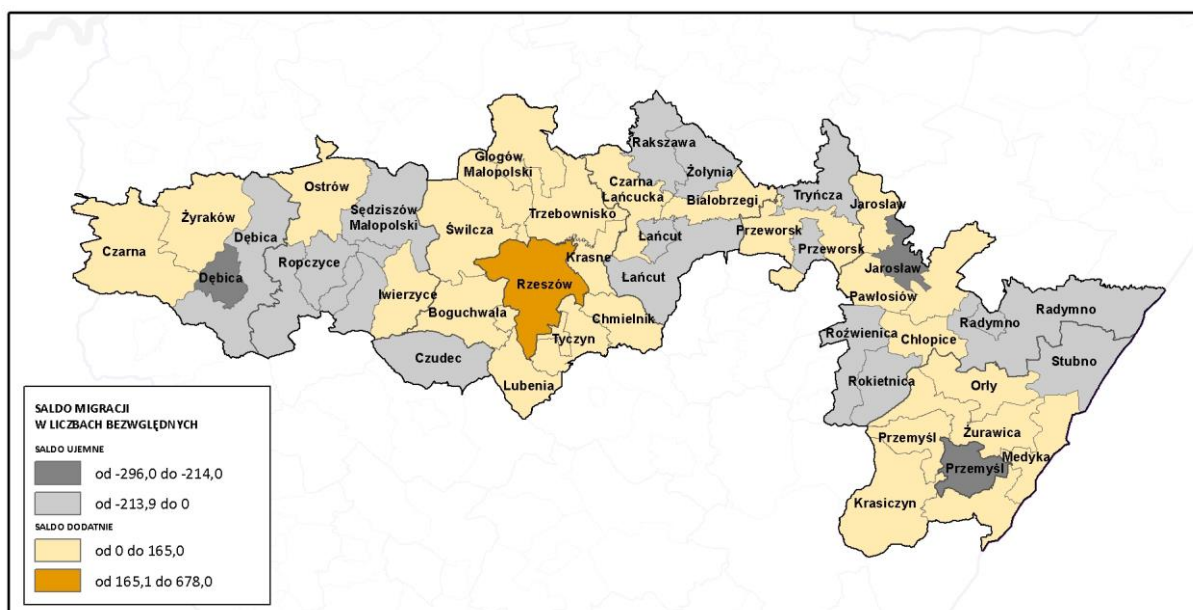 Rakszawa
Żołynia
Głogów
Małopolski
Czarna
Łańcucka
Białobrzegi
Tryńcza
Jarosław
Ostrów
Sędziszów
Małopolski
Żyraków
Dębica
Czarna
Świlcza
Trzebownisko
Przeworsk
Przeworsk
Łańcut
Krasne
Ropczyce
Dębica
Jarosław
Łańcut
Rzeszów
Iwierzyce
Pawłosiów
Boguchwała
Chmielnik
Radymno
Radymno
Roźwienica
Chłopice
Tyczyn
Czudec
Stubno
Lubenia
Rokietnica
Orły
Przemyśl
Żurawica
Medyka
Przemyśl
Krasiczyn
SALDO MIGRACJI
W LICZBACH BEZWGLĘDNYCH
SALDO UJEMNE
od -296,0 do -214,0
od -213,9 do 0
SALDO DODATNIE
od 0 do 165,0
od 165,1 do 678,0